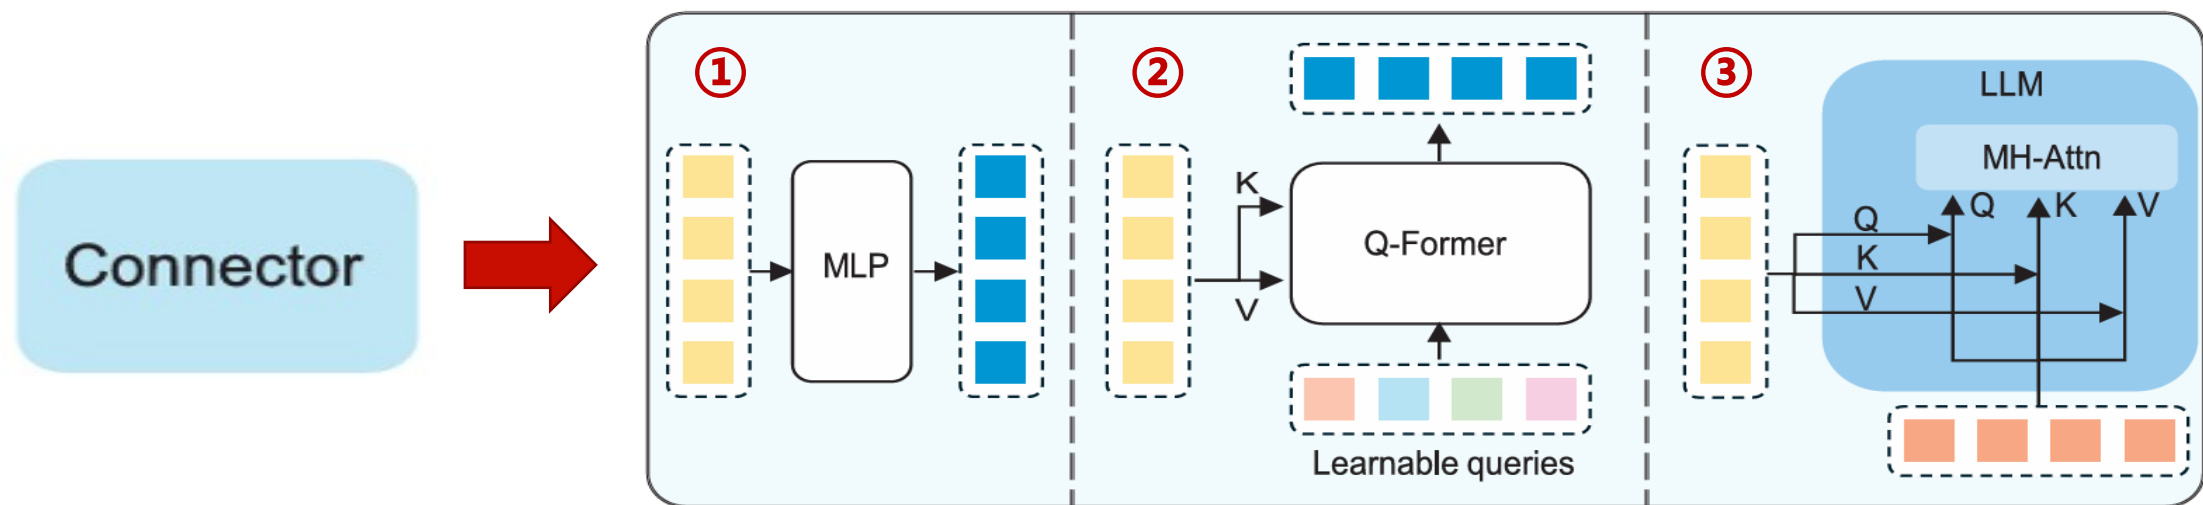 Connector
①
MLP
②
K
V
Q-Former
Learnable queries
③
LLM
MH-Attn
Q K V
Q
K
V